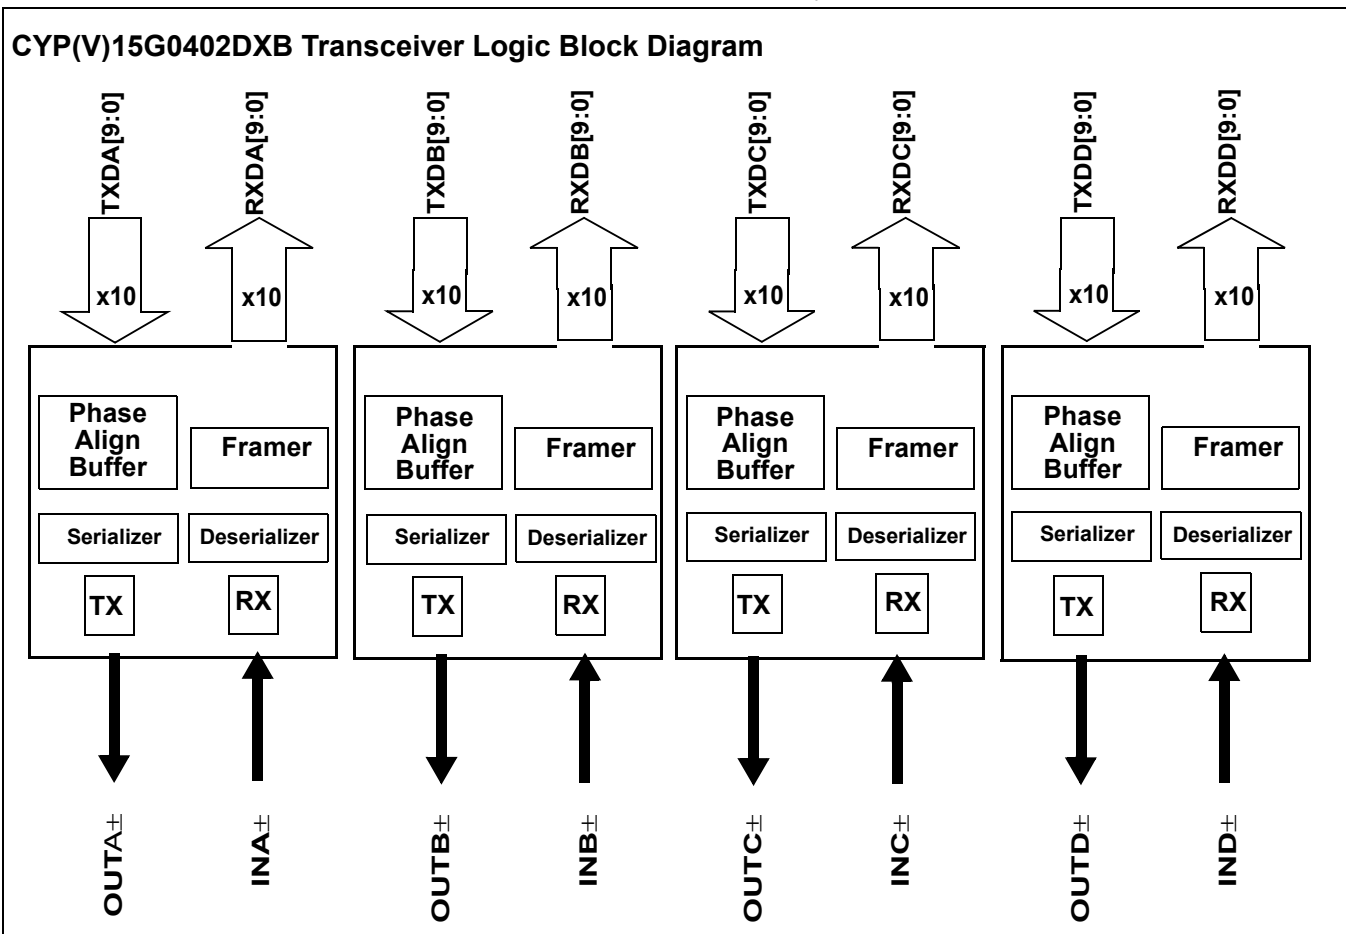 CYP(V)15G0402DXB Transceiver Logic Block Diagram
TXDA[9:0]
RXDA[9:0]
TXDB[9:0]
RXDB[9:0]
TXDC[9:0]
RXDC[9:0]
TXDD[9:0]
RXDD[9:0]
x10
x10
x10
x10
x10
x10
x10
x10
Phase
Align
Buffer
Framer
Phase
Align
Buffer
Framer
Phase
Align
Buffer
Framer
Phase
Align
Buffer
Framer
Serializer
Deserializer
Serializer
Deserializer
Serializer
Deserializer
Serializer
Deserializer
TX
RX
TX
RX
TX
RX
TX
RX
OUTA±
INA±
OUTB±
INB±
OUTC±
INC±
OUTD±
IND±